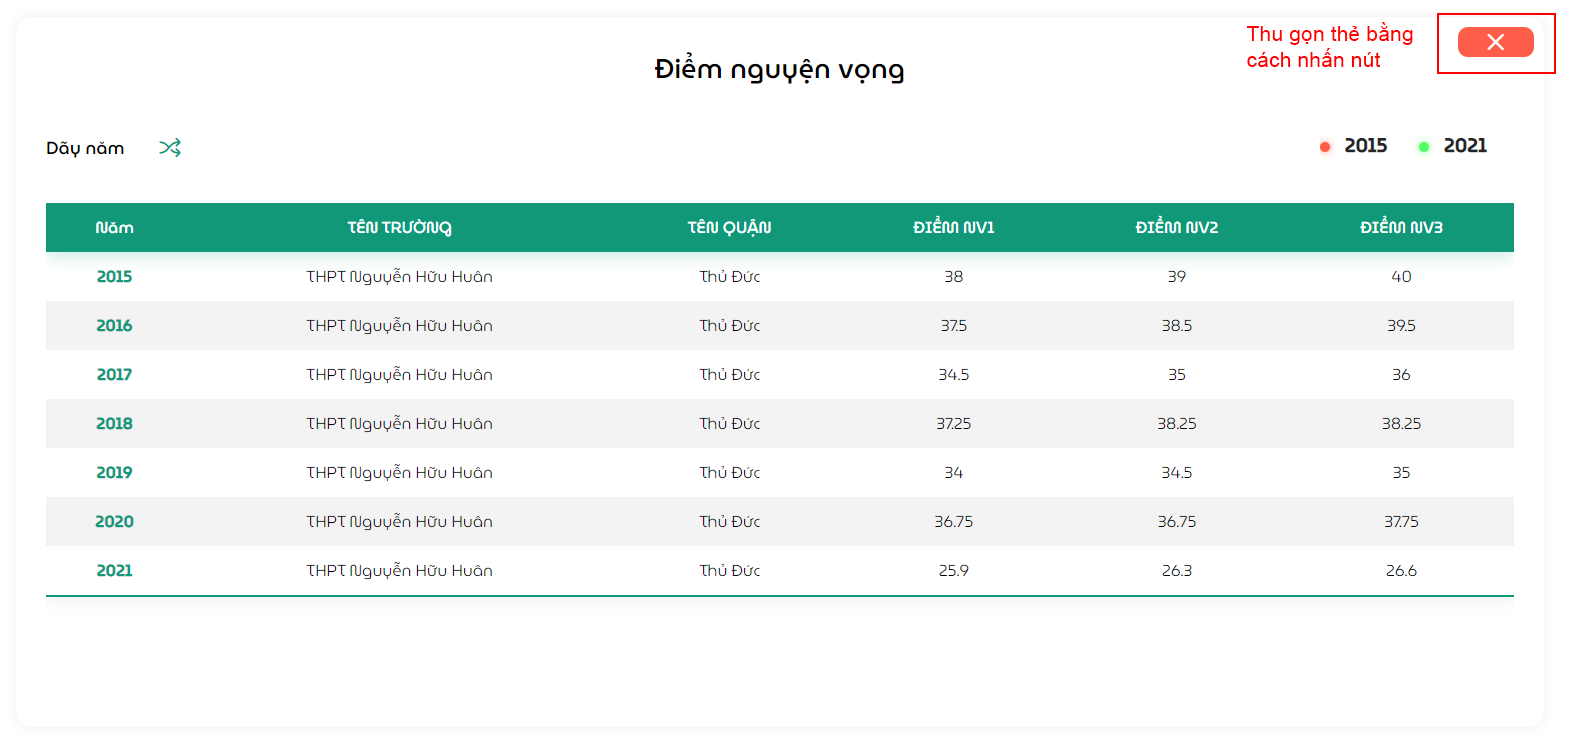 Thu gọn thẻ bằng
cách nhấn nút
Điểm nguyện vọng
Dãy năm
2015 2021
Năm TÊN TRƯỜNG TÊN QUẬN ĐIỂM NV1 ĐIỂM NV2 ĐIỂM NV3
2015 THPT Nguyễn Hữu Huân Thủ Đức 38 39 40
2016 THPT Nguyễn Hữu Huân Thủ Đức 37.5 38.5 39.5
2017 THPT Nguyễn Hữu Huân Thủ Đức 34.5 35 36
2018 THPT Nguyễn Hữu Huân Thủ Đức 37.25 38.25 38.25
2019 THPT Nguyễn Hữu Huân Thủ Đức 34 34.5 35
2020 THPT Nguyễn Hữu Huân Thủ Đức 36.75 36.75 37.75
2021 THPT Nguyễn Hữu Huân Thủ Đức 25.9 26.3 26.6